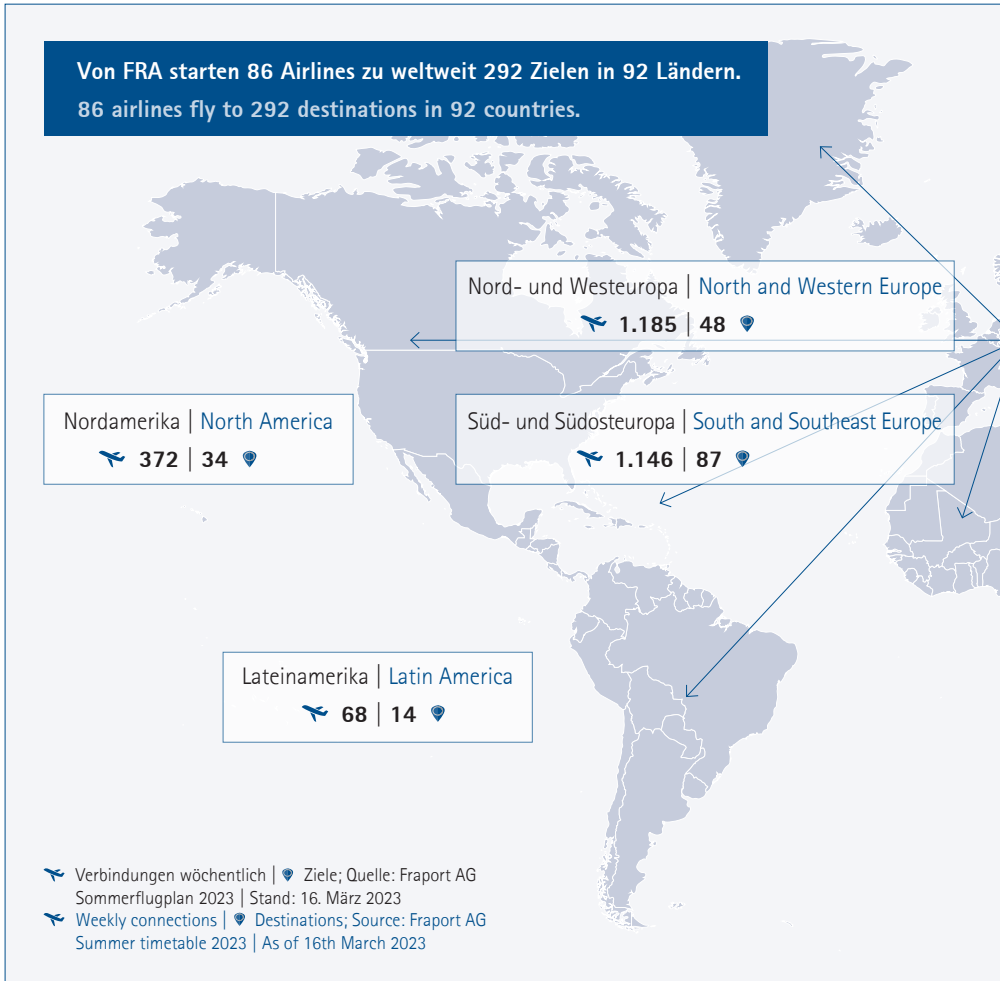 Von FRA starten 86 Airlines zu weltweit 292 Zielen in 92 Ländern.
86 airlines fly to 292 destinations in 92 countries.
Nord- und Westeuropa | North and Western Europe
1.185 | 48
Nordamerika | North America
372 | 34
Süd- und Südosteuropa | South and Southeast Europe
1.146 | 87
Lateinamerika | Latin America
68 | 14
Verbindungen wöchentlich | Ziele; Quelle: Fraport AG
Sommerflugplan 2023 | Stand: 16. März 2023
Weekly connections | Destinations; Source: Fraport AG
Summer timetable 2023 | As of 16th March 2023